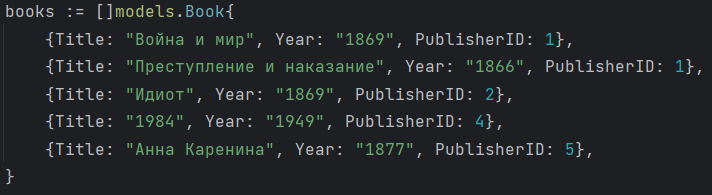 books := []models.Book{
    {Title: "Война и мир", Year: "1869", PublisherID: 1},
    {Title: "Преступление и наказание", Year: "1866", PublisherID: 1},
    {Title: "Идиот", Year: "1869", PublisherID: 2},
    {Title: "1984", Year: "1949", PublisherID: 4},
    {Title: "Анна Каренина", Year: "1877", PublisherID: 5},
}